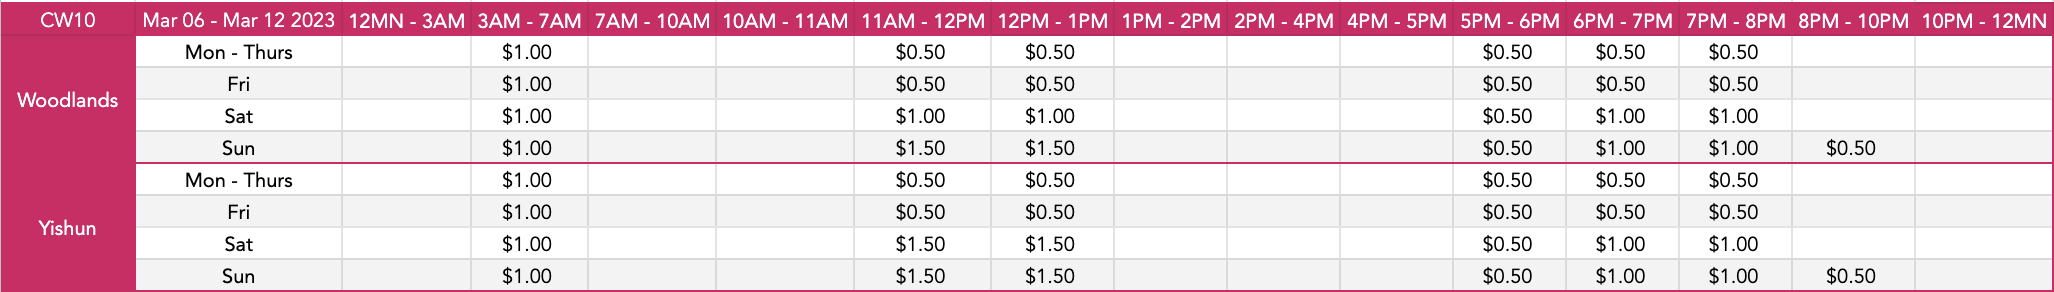 CW10 Mar 06 - Mar 12 2023 12MN - 3AM 3AM - 7AM 7AM - 10AM 10AM - 11AM 11AM - 12PM 12PM - 1PM 1PM - 2PM 2PM - 4PM 4PM - 5PM 5PM - 6PM 6PM - 7PM 7PM - 8PM 8PM - 10PM 10PM - 12MN
Woodlands
Mon - Thurs $1.00 $0.50 $0.50 $0.50 $0.50 $0.50
Fri $1.00 $0.50 $0.50 $0.50 $0.50 $0.50
Sat $1.00 $1.00 $1.00 $0.50 $1.00 $1.00
Sun $1.00 $1.50 $1.50 $0.50 $1.00 $1.00 $0.50
Yishun
Mon - Thurs $1.00 $0.50 $0.50 $0.50 $0.50 $0.50
Fri $1.00 $0.50 $0.50 $0.50 $0.50 $0.50
Sat $1.00 $1.50 $1.50 $0.50 $1.00 $1.00
Sun $1.00 $1.50 $1.50 $0.50 $1.00 $1.00 $0.50